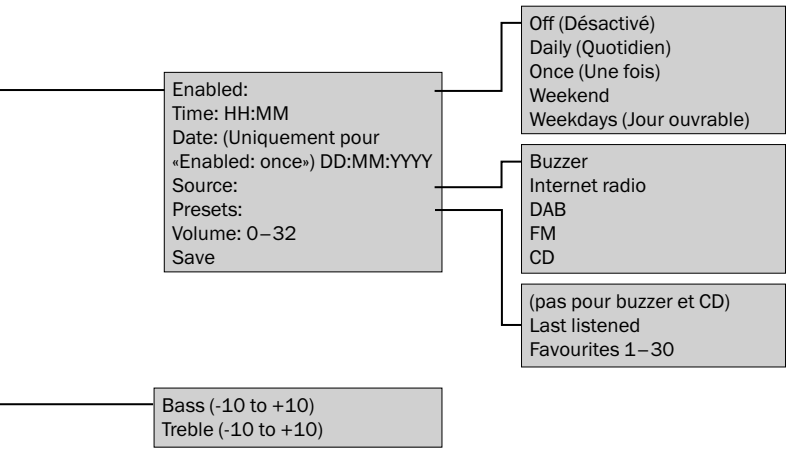 Enabled:
Time: HH:MM
Date: (Uniquement pour
«Enabled: once») DD:MM:YYYY
Source:
Presets:
Volume: 0–32
Save
Off (Désactivé)
Daily (Quotidien)
Once (Une fois)
Weekend
Weekdays (Jour ouvrable)
Buzzer
Internet radio
DAB
FM
CD
(pas pour buzzer et CD)
Last listened
Favourites 1–30
Bass (-10 to +10)
Treble (-10 to +10)